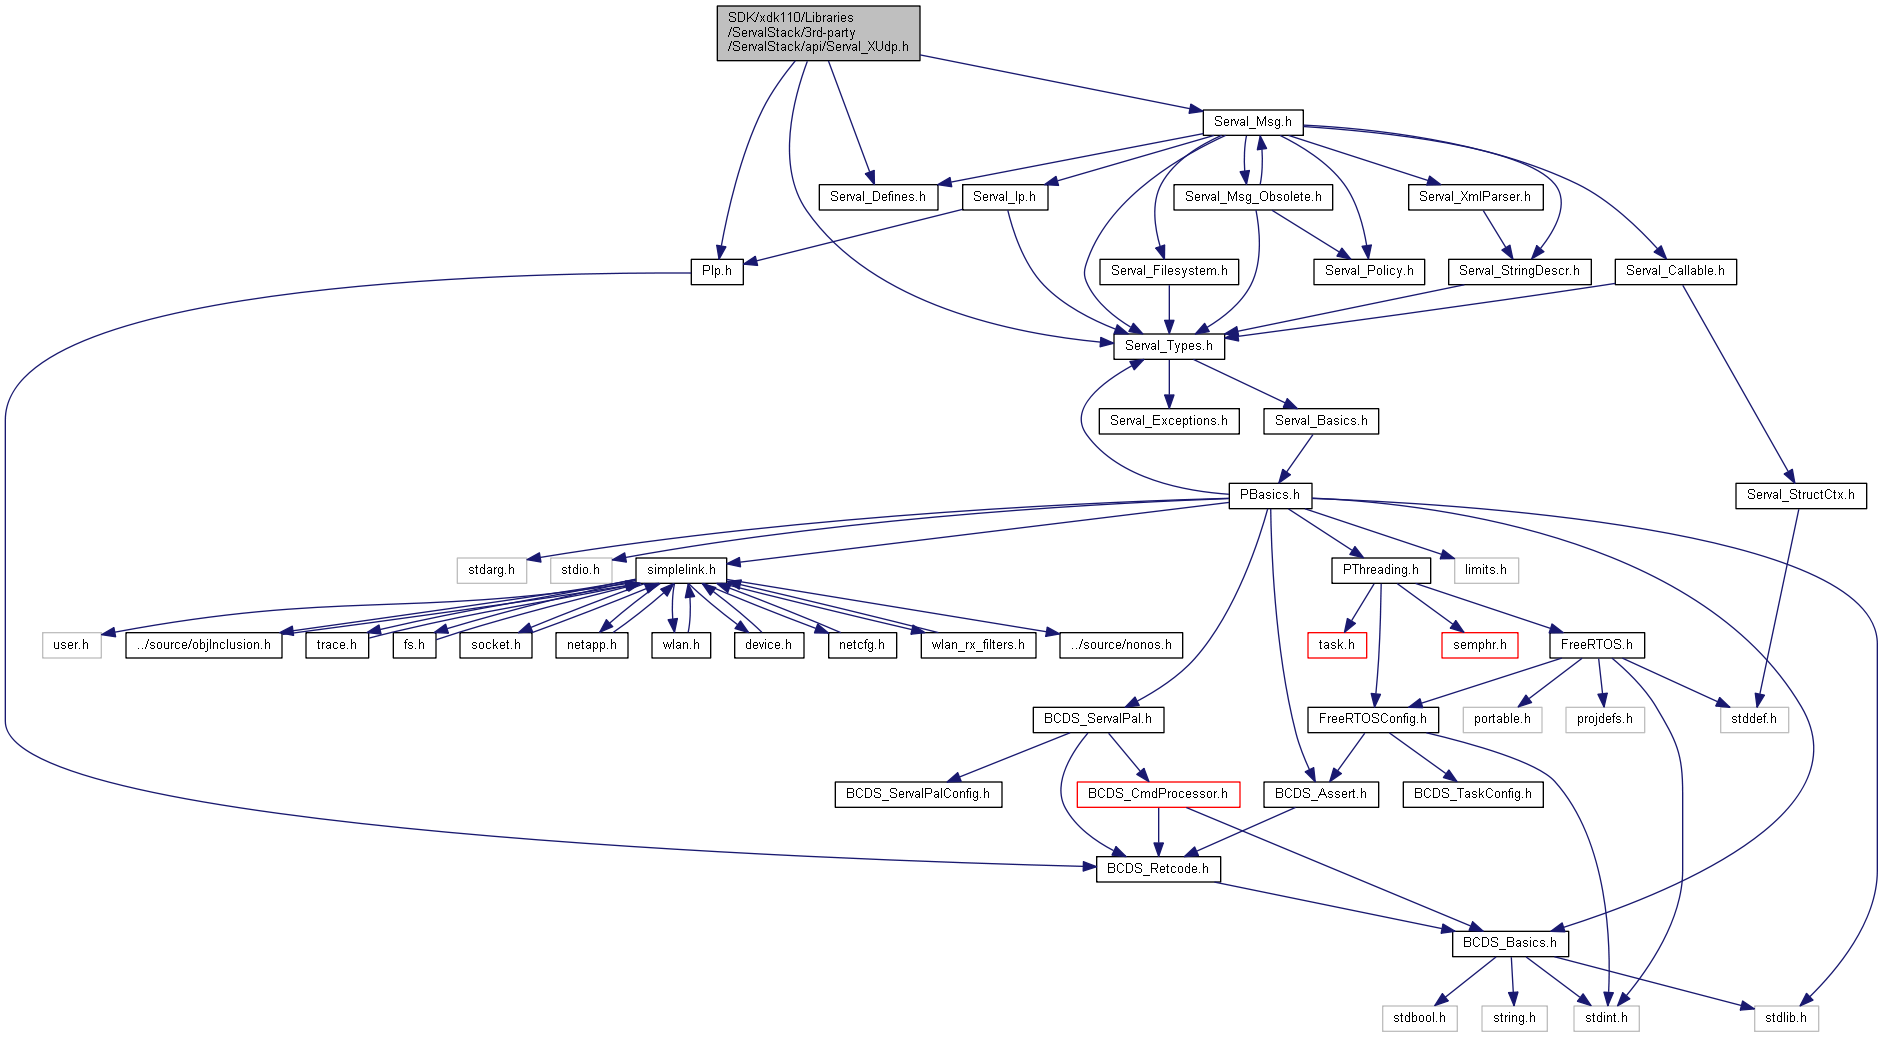 SDK/xdk110/Libraries
/ServalStack/3rd-party
/ServalStack/api/Serval_XUdp.h
Serval_Msg.h
Serval_Defines.h
Serval_Ip.h
Serval_Msg_Obsolete.h
Serval_XmlParser.h
PIp.h
Serval_Filesystem.h
Serval_Policy.h
Serval_StringDescr.h
Serval_Callable.h
Serval_Types.h
Serval_Exceptions.h
Serval_Basics.h
PBasics.h
Serval_StructCtx.h
stdarg.h
stdio.h
simplelink.h
PThreading.h
limits.h
user.h
../source/objInclusion.h
trace.h
fs.h
socket.h
netapp.h
wlan.h
device.h
netcfg.h
wlan_rx_filters.h
../source/nonos.h
task.h
semphr.h
FreeRTOS.h
BCDS_ServalPal.h
FreeRTOSConfig.h
portable.h
projdefs.h
stddef.h
BCDS_ServalPalConfig.h
BCDS_CmdProcessor.h
BCDS_Assert.h
BCDS_TaskConfig.h
BCDS_Retcode.h
BCDS_Basics.h
stdbool.h
string.h
stdint.h
stdlib.h